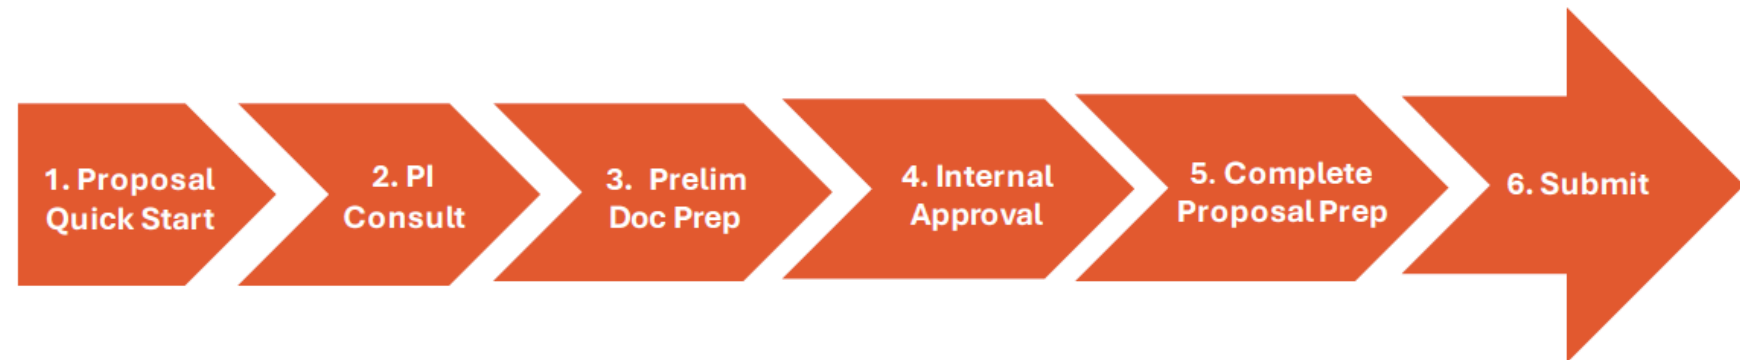 1. Proposal
Quick Start
2. PI
Consult
3. Prelim
Doc Prep
4. Internal
Approval
5. Complete
Proposal Prep
6. Submit